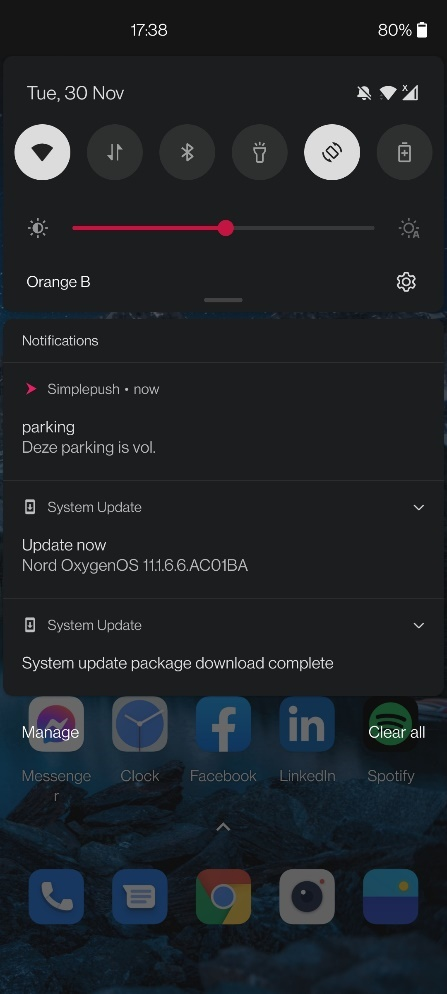 17:38
80%
Tue, 30 Nov
Orange B
Notifications
Simplepush • now
parking
Deze parking is vol.
System Update
Update now
Nord OxygenOS 11.1.6.6.AC01BA
System Update
System update package download complete
Manage
Clear all
Messenge
r
Clock
Facebook
LinkedIn
Spotify